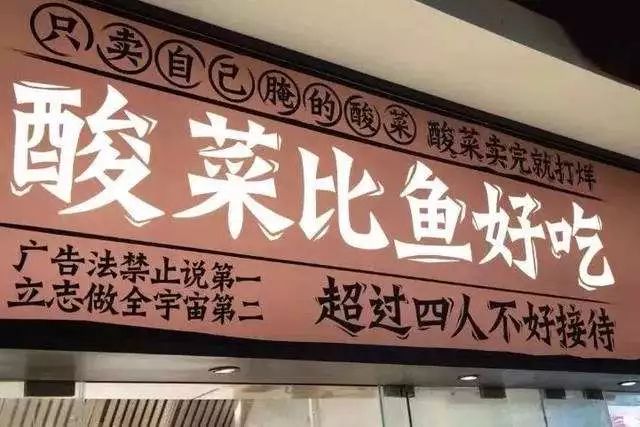 只卖自己腌的酸菜
酸菜卖完就打烊
酸菜比鱼好吃
广告法禁止说第一
立志做全宇宙第二
超过四人不好接待